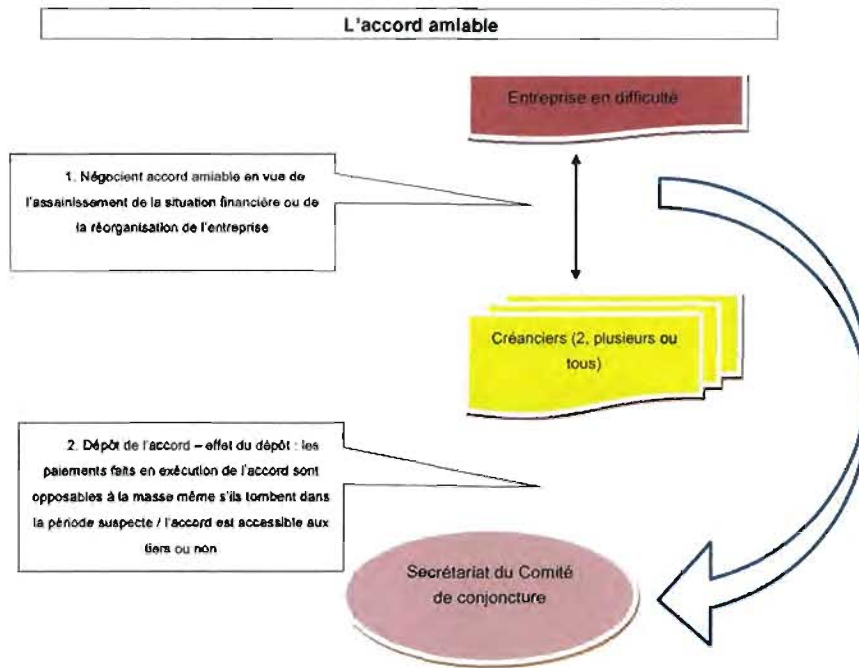 L'accord amiable
Entreprise en difficulté
1. Négocient accord amiable en vue de
l'assainissement de la situation financière ou de
la réorganisation de l'entreprise
Créanciers (2, plusieurs ou
tous)
2. Dépôt de l'accord – effet du dépôt : les
paiements faits en exécution de l'accord sont
opposables à la masse même s'ils tombent dans
la période suspecte / l'accord est accessible aux
tiers ou non
Secrétariat du Comité
de conjoncture